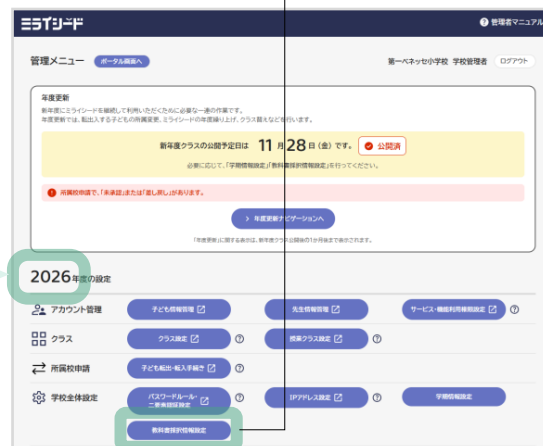 ミライシード
管理者マニュアル
管理メニュー ポータル画面へ 第一ベネッセ小学校 学校管理者 ログアウト
年度更新
新年度にミライシードを継続して利用いただくために必要な一連の作業です。
年度更新では、転出入する子どもの所属変更、ミライシードの年度繰り上げ、クラス替えなどを行います。
新年度クラスの公開予定日は 11 月 28 日 (金) です。 公開済
必要に応じて、「学期情報設定」「教科書採択情報設定」を行ってください。
所属校申請で、「未承認」または「差し戻し」があります。
年度更新ナビゲーションへ
「年度更新」に関する表示は、新年度クラス公開後の1か月後まで表示されます。
2026年度の設定
アカウント管理 子ども情報管理 先生情報管理 サービス・機能利用権限設定
クラス クラス設定 授業クラス設定
所属校申請 子ども転出・転入手続き
学校全体設定 パスワードルール・ IPアドレス設定 学期情報設定
二要素認証設定
教科書採択情報設定